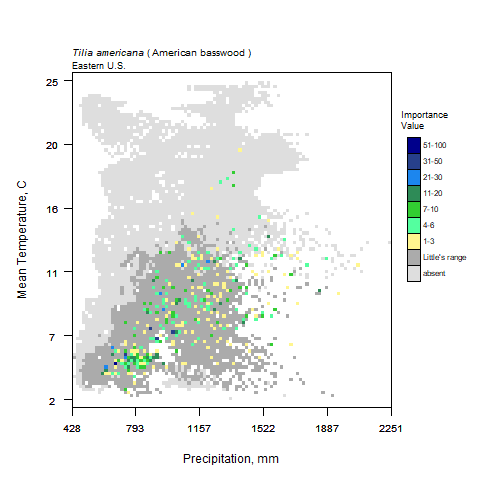 Tilia americana ( American basswood )
Eastern U.S.
Importance
Value
51-100
31-50
21-30
11-20
7-10
4-6
1-3
Little's range
absent
Mean Temperature, C
25
20
16
11
7
2
428 793 1157 1522 1887 2251
Precipitation, mm